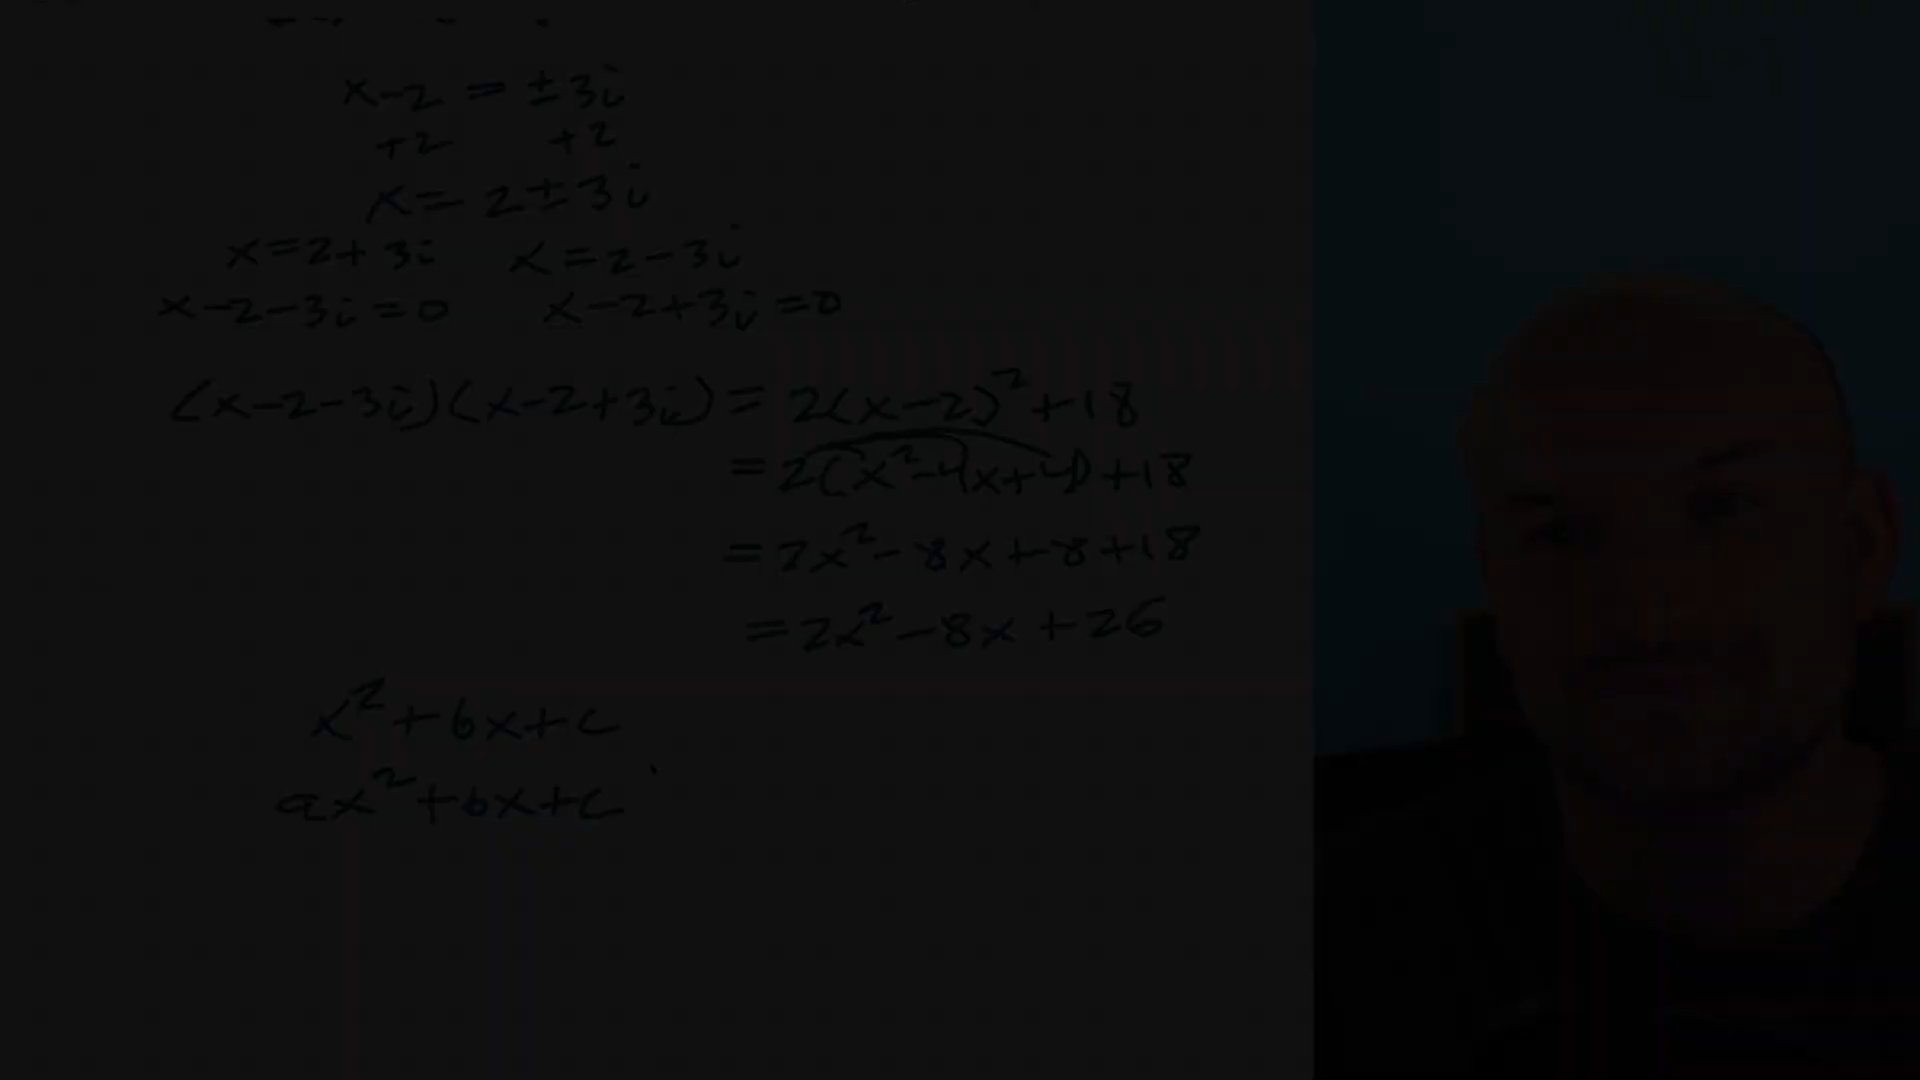 x-2 = ±3i
+2 +2
x = 2±3i
x=2+3i x=2-3i
x-2-3i=0 x-2+3i=0
(x-2-3i)(x-2+3i) = 2(x-2)²+18
= 2(x²-4x+4)+18
= 2x²-8x+8+18
= 2x²-8x+26
x²+bx+c
ax²+bx+c